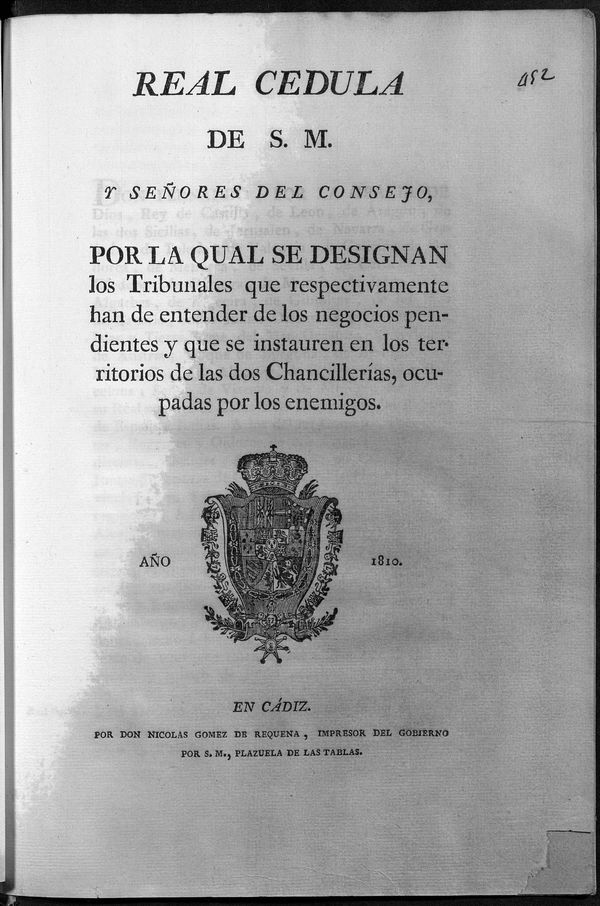 REAL CEDULA
452
DE S. M.
Y SEÑORES DEL CONSEJO,
POR LA QUAL SE DESIGNAN
los Tribunales que respectivamente
han de entender de los negocios pen-
dientes y que se instauren en los ter-
ritorios de las dos Chancillerías, ocu-
padas por los enemigos.
AÑO 1810.
EN CÁDIZ.
POR DON NICOLAS GOMEZ DE REQUENA, IMPRESOR DEL GOBIERNO
POR S. M., PLAZUELA DE LAS TABLAS.